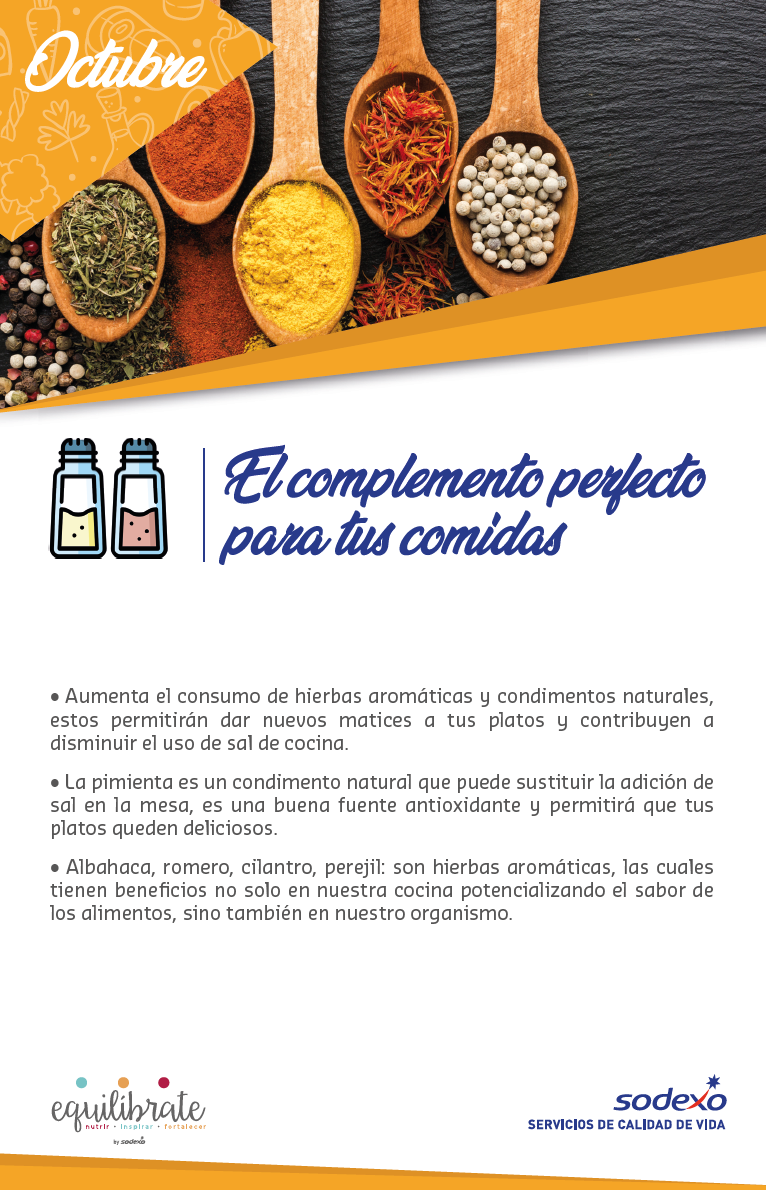 Octubre
El complemento perfecto
para tus comidas
• Aumenta el consumo de hierbas aromáticas y condimentos naturales,
estos permitirán dar nuevos matices a tus platos y contribuyen a
disminuir el uso de sal de cocina.
• La pimienta es un condimento natural que puede sustituir la adición de
sal en la mesa, es una buena fuente antioxidante y permitirá que tus
platos queden deliciosos.
• Albahaca, romero, cilantro, perejil: son hierbas aromáticas, las cuales
tienen beneficios no solo en nuestra cocina potencializando el sabor de
los alimentos, sino también en nuestro organismo.
equilibrate
nutrir • inspirar • fortalecer
by sodexo
sodexo
SERVICIOS DE CALIDAD DE VIDA